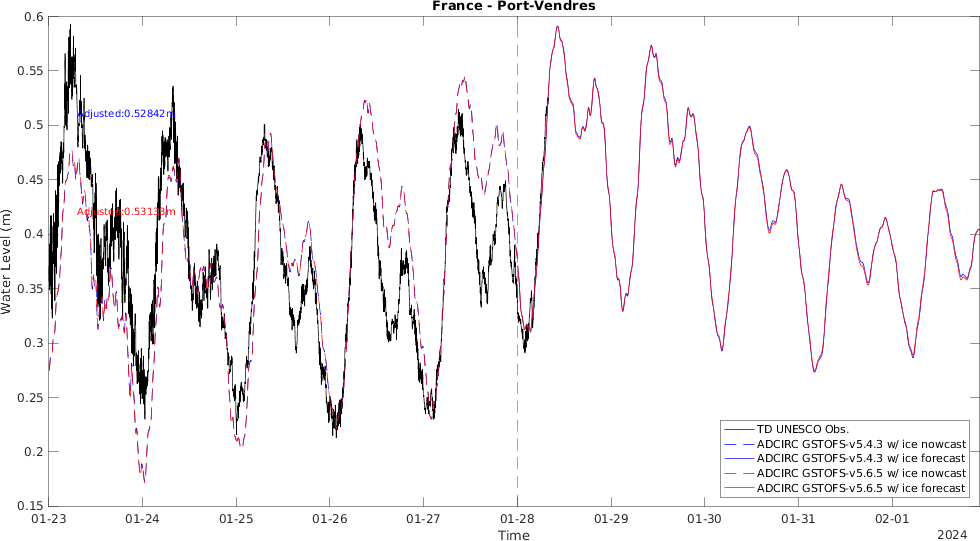 France - Port-Vendres
0.6
0.55
0.5
0.45
0.4
0.35
0.3
0.25
0.2
0.15
Water Level (m)
Adjusted:0.52842m
Adjusted:0.53133m
TD UNESCO Obs.
ADCIRC GSTOFS-v5.4.3 w/ ice nowcast
ADCIRC GSTOFS-v5.4.3 w/ ice forecast
ADCIRC GSTOFS-v5.6.5 w/ ice nowcast
ADCIRC GSTOFS-v5.6.5 w/ ice forecast
01-23 01-24 01-25 01-26 01-27 01-28 01-29 01-30 01-31 02-01
Time
2024